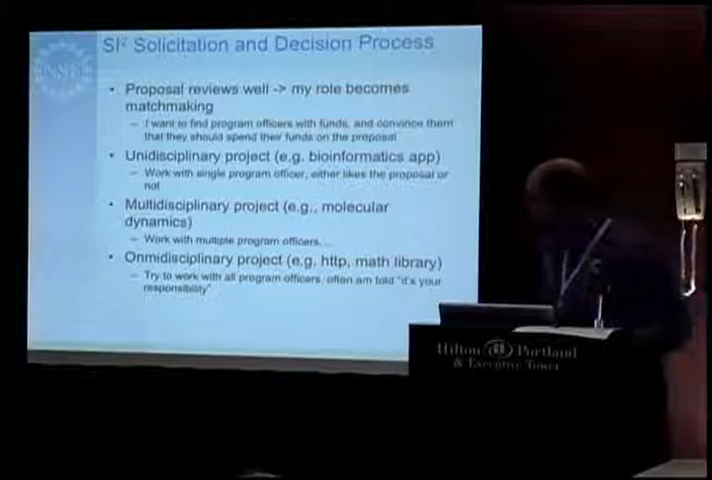 SI² Solicitation and Decision Process
NSF
• Proposal reviews well -> my role becomes
matchmaking
– I want to find program officers with funds, and convince them
that they should spend their funds on the proposal
• Unidisciplinary project (e.g. bioinformatics app)
– Work with single program officer, either likes the proposal or
not
• Multidisciplinary project (e.g., molecular
dynamics)
– Work with multiple program officers, ...
• Onmidisciplinary project (e.g. http, math library)
– Try to work with all program officers, often am told "it's your
responsibility"
Hilton Portland
& Executive Tower